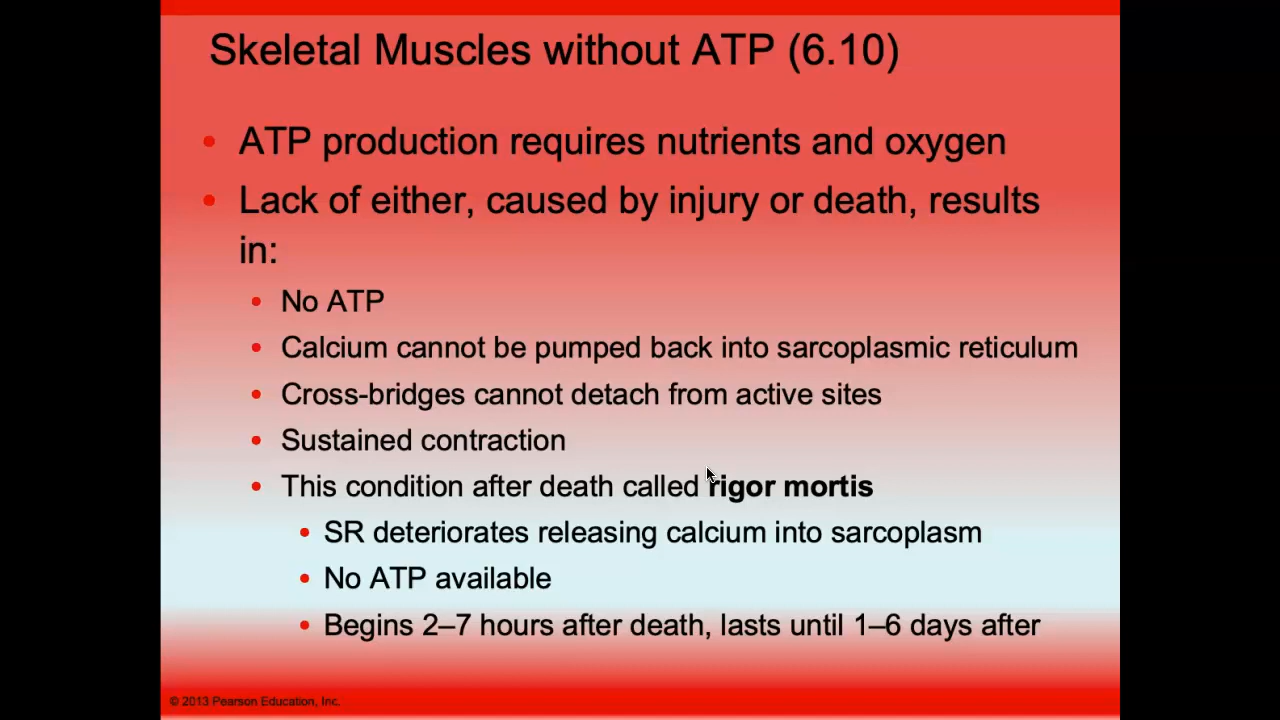 Skeletal Muscles without ATP (6.10)
• ATP production requires nutrients and oxygen
• Lack of either, caused by injury or death, results
in:
• No ATP
• Calcium cannot be pumped back into sarcoplasmic reticulum
• Cross-bridges cannot detach from active sites
• Sustained contraction
• This condition after death called rigor mortis
• SR deteriorates releasing calcium into sarcoplasm
• No ATP available
• Begins 2–7 hours after death, lasts until 1–6 days after
© 2013 Pearson Education, Inc.